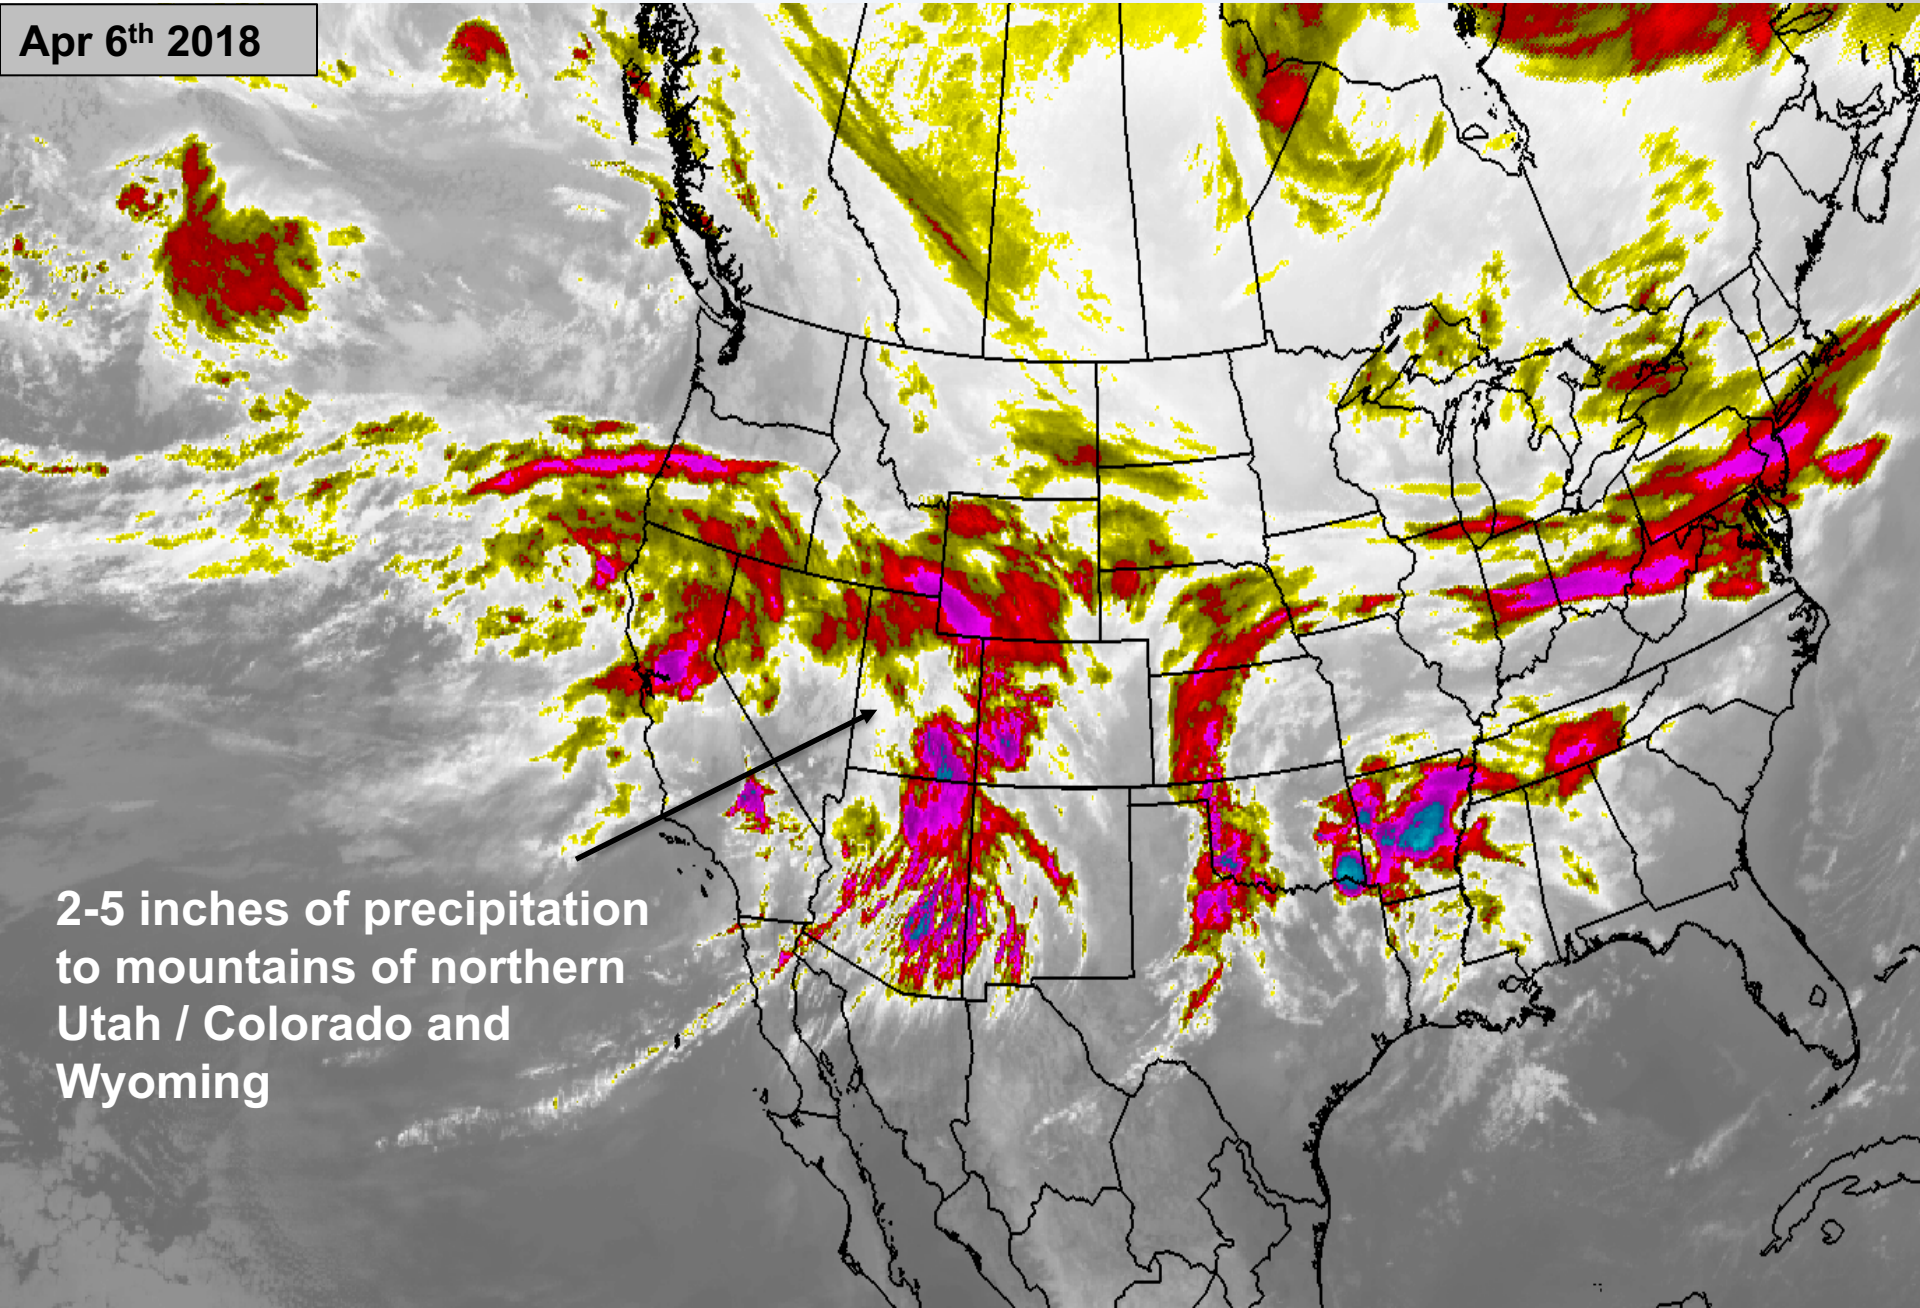 Apr 6th 2018
2-5 inches of precipitation
to mountains of northern
Utah / Colorado and
Wyoming